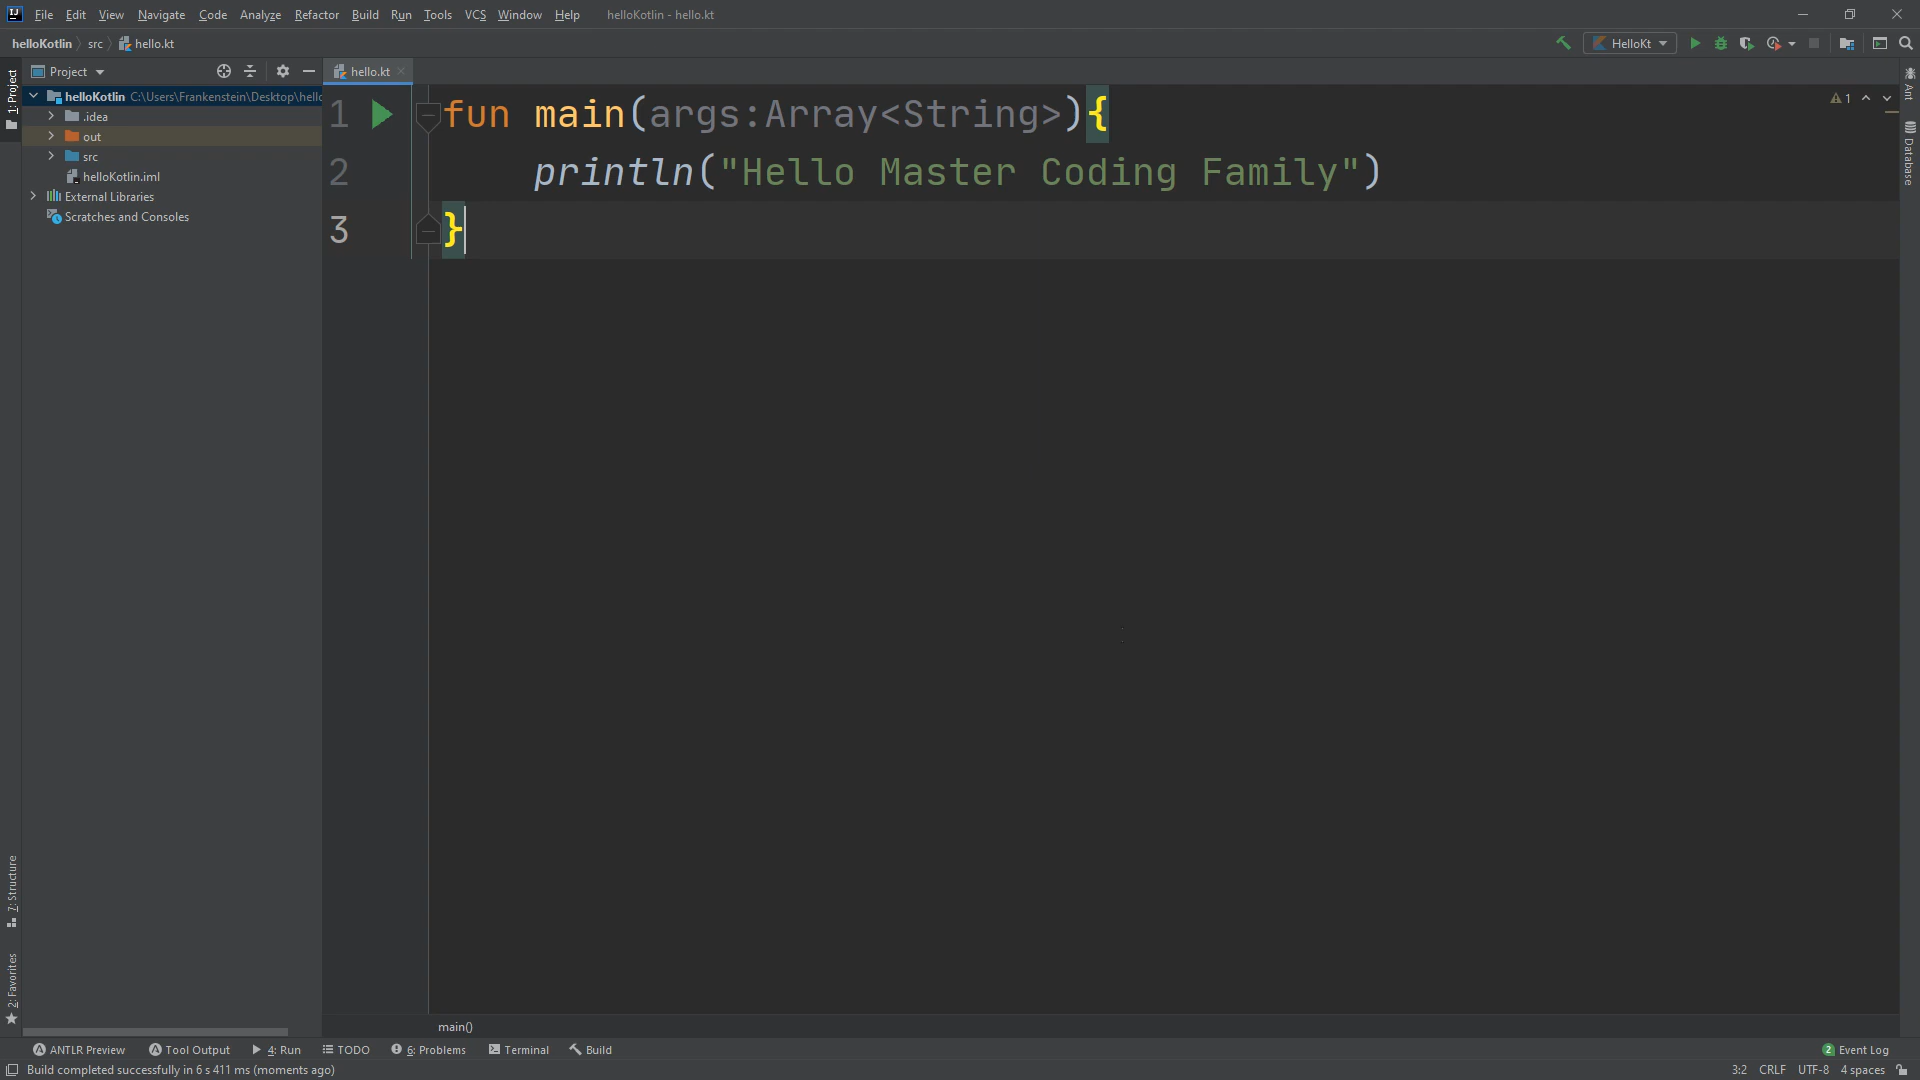 IJ File Edit View Navigate Code Analyze Refactor Build Run Tools VCS Window Help helloKotlin - hello.kt
helloKotlin src hello.kt HelloKt
1: Project
Project
hello.kt
helloKotlin C:\Users\Frankenstein\Desktop\hello
.idea
out
src
helloKotlin.iml
External Libraries
Scratches and Consoles
1 fun main(args:Array<String>){
2 println("Hello Master Coding Family")
3 }
1
Ant
Database
7: Structure
2: Favorites
main()
ANTLR Preview Tool Output 4: Run TODO 6: Problems Terminal Build 2 Event Log
Build completed successfully in 6 s 411 ms (moments ago) 3:2 CRLF UTF-8 4 spaces